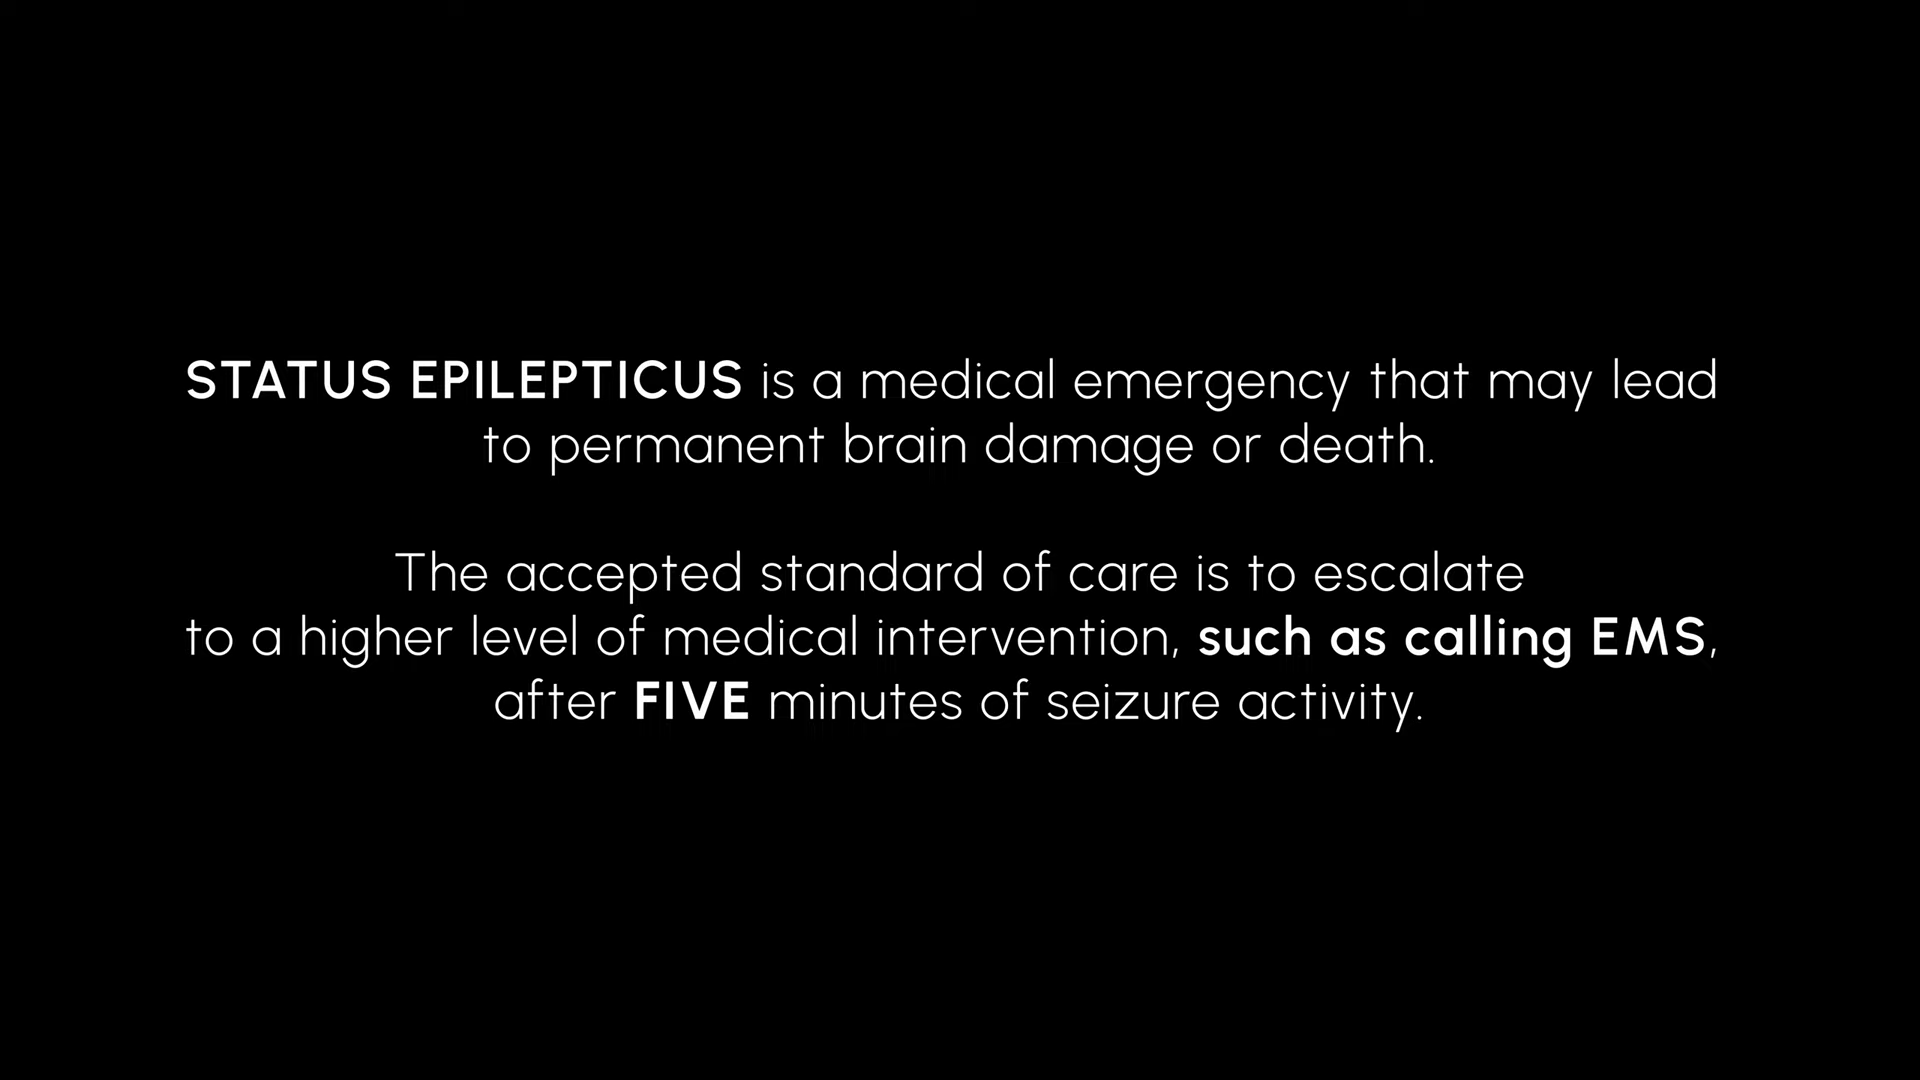 STATUS EPILEPTICUS is a medical emergency that may lead
to permanent brain damage or death.
The accepted standard of care is to escalate
to a higher level of medical intervention, such as calling EMS,
after FIVE minutes of seizure activity.